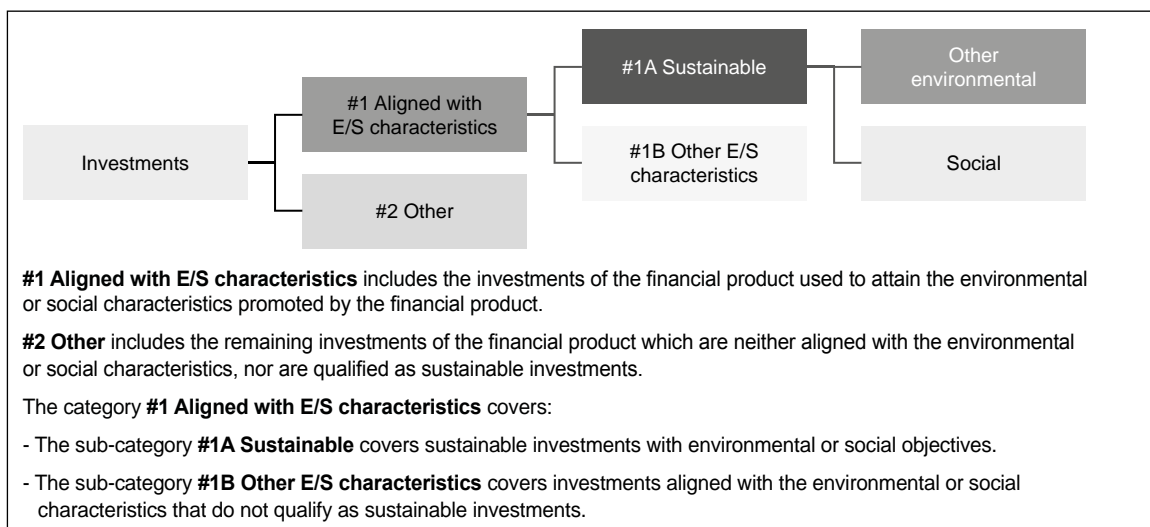 #1A Sustainable
Other
environmental
#1 Aligned with
E/S characteristics
Investments
#1B Other E/S
characteristics
Social
#2 Other
#1 Aligned with E/S characteristics includes the investments of the financial product used to attain the environmental
or social characteristics promoted by the financial product.
#2 Other includes the remaining investments of the financial product which are neither aligned with the environmental
or social characteristics, nor are qualified as sustainable investments.
The category #1 Aligned with E/S characteristics covers:
- The sub-category #1A Sustainable covers sustainable investments with environmental or social objectives.
- The sub-category #1B Other E/S characteristics covers investments aligned with the environmental or social
characteristics that do not qualify as sustainable investments.